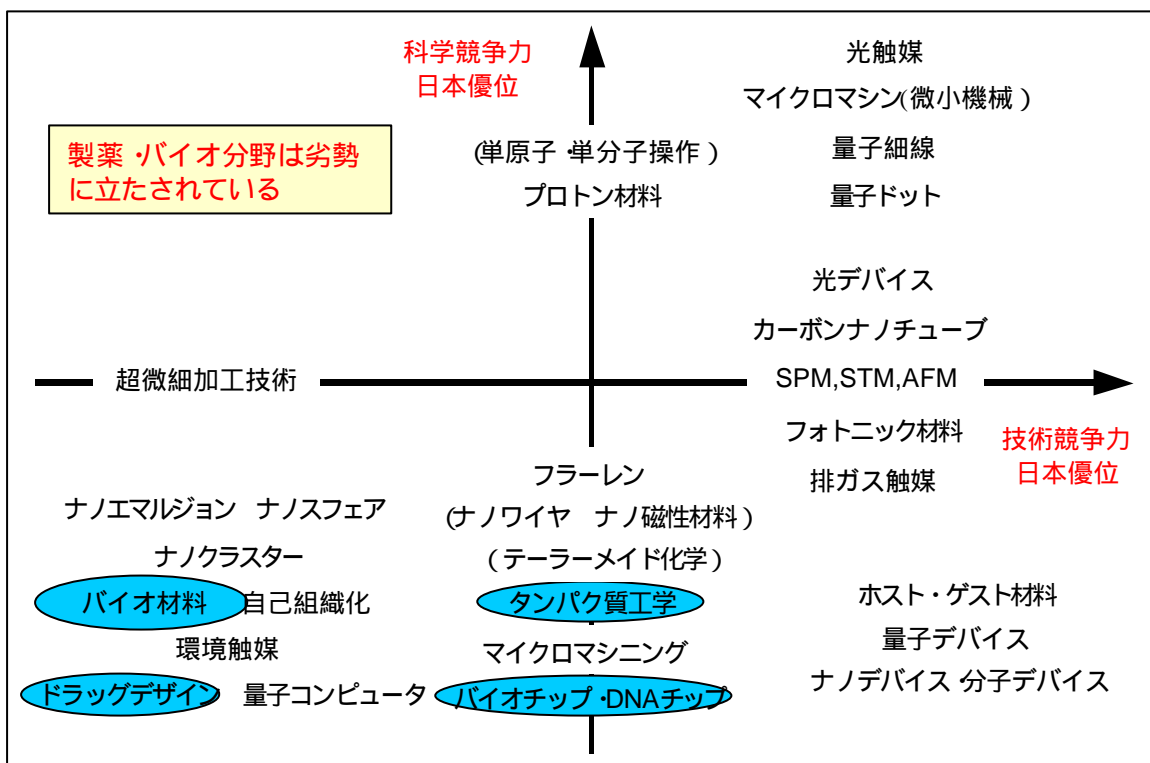 科学競争力
日本優位
光触媒
マイクロマシン(微小機械)
製薬・バイオ分野は劣勢
に立たされている
(単原子・単分子操作)
プロトン材料
量子細線
量子ドット
光デバイス
カーボンナノチューブ
超微細加工技術
SPM,STM,AFM
フォトニック材料
排ガス触媒
技術競争力
日本優位
フラーレン
(ナノワイヤ ナノ磁性材料)
(テーラーメイド化学)
タンパク質工学
マイクロマシニング
バイオチップ・DNAチップ
ナノエマルジョン ナノスフェア
ナノクラスター
バイオ材料 自己組織化
環境触媒
ドラッグデザイン 量子コンピュータ
ホスト・ゲスト材料
量子デバイス
ナノデバイス・分子デバイス